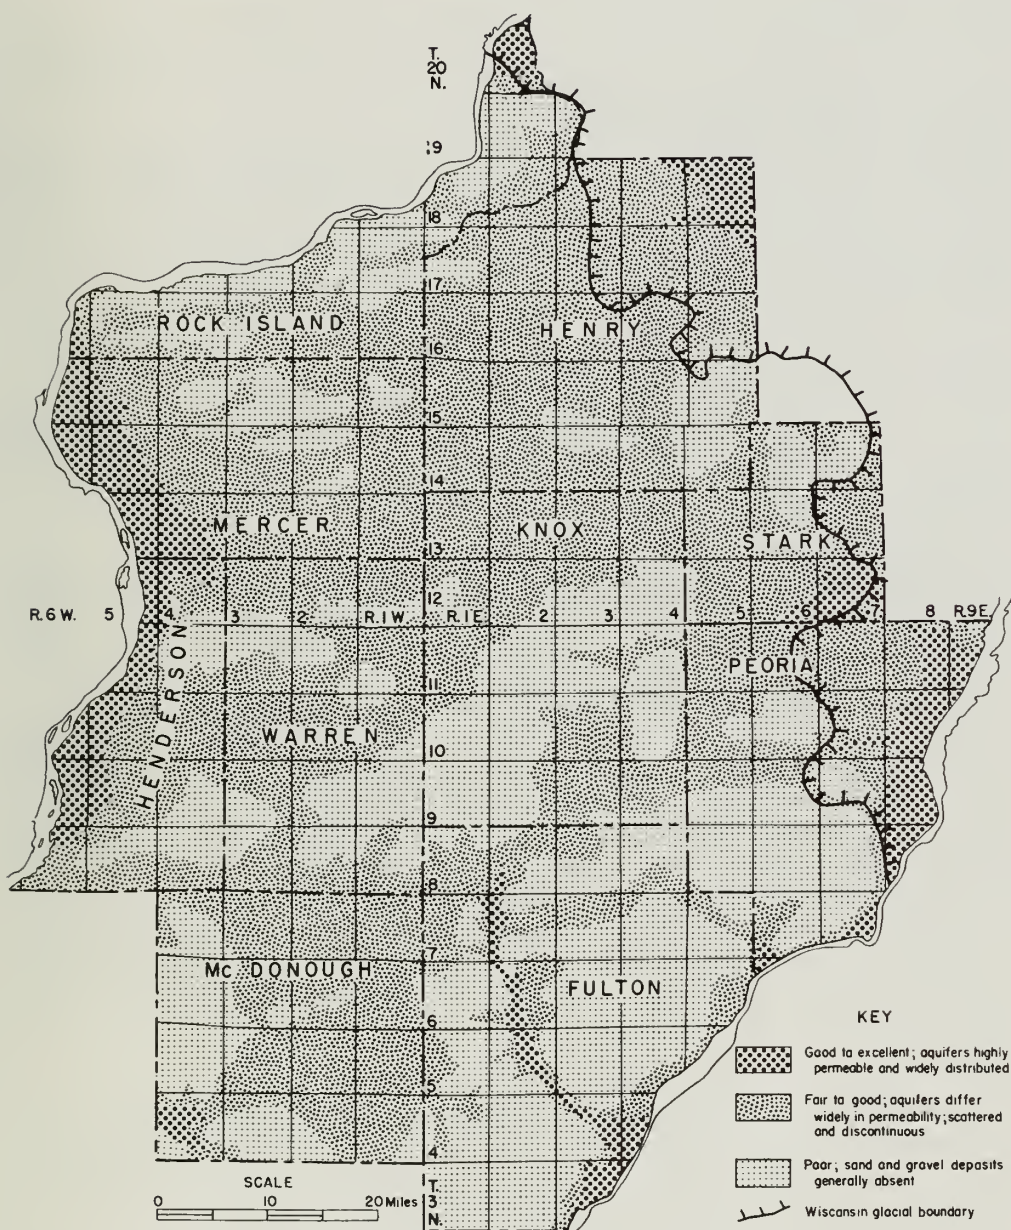 T.
20
N.
19
18
17
ROCK ISLAND
HENRY
16
15
14
MERCER
KNOX
STARK
13
12
R.6W. 5 4 3 2 R.1W R.1E 2 3 4 5 6 7 8 R.9E
HENDERSON
PEORIA
11
WARREN
10
9
8
7
Mc DONOUGH
FULTON
6
5
4
T.
3
N.
SCALE
0 10 20 Miles
KEY
Good to excellent; aquifers highly
permeable and widely distributed
Fair to good; aquifers differ
widely in permeability; scattered
and discontinuous
Poor; sand and gravel deposits
generally absent
Wisconsin glacial boundary